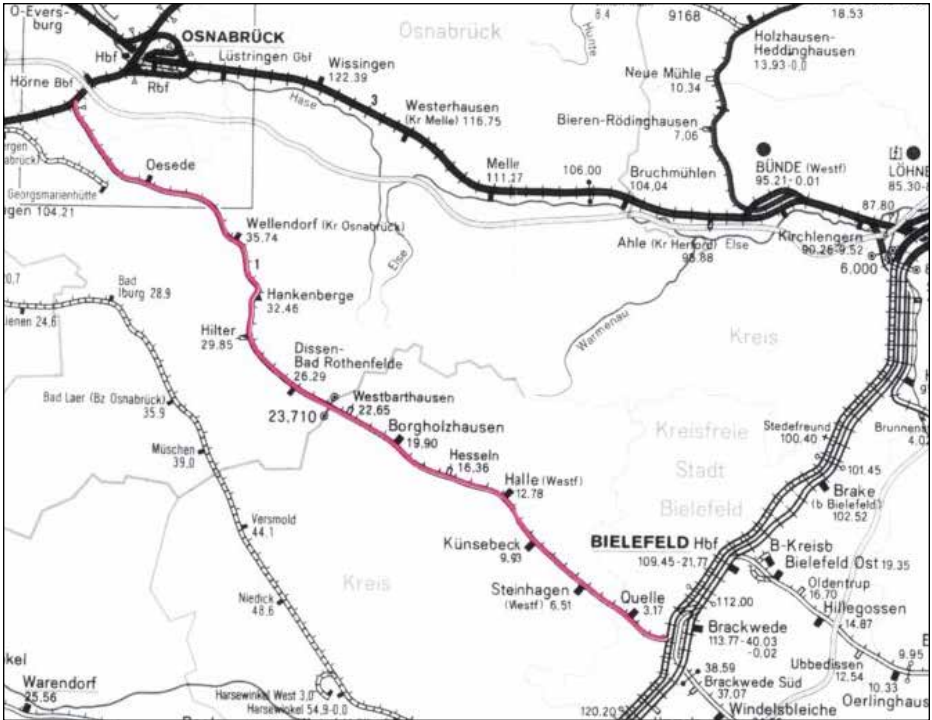 O-Evers-
burg
Hbf
OSNABRÜCK
Osnabrück
8,4
Hunte
9168
18.53
Holzhausen-
Heddinghausen
13,93-0,0
Hörne Bbf
Rbf
Lüstringen Gbf
Wissingen
122.39
Neue Mühle
10.34
Hase
3
Westerhausen
(Kr Melle) 116.75
Bieren-Rödinghausen
7,06
Oesede
Georgsmarienhütte
104.21
Melle
111.27
106.00
Bruchmühlen
104,04
BÜNDE (Westf)
95.21-0.01
LÖHNE
85.30-
87.80
Wellendorf (Kr Osnabrück)
35.74
Else
Ahle (Kr Herford)
Else
Kirchlengern
6.000
1
20,7
Bad
Iburg 28,9
Hankenberge
32.46
24,6
Hilter
29.85
Warmenau
Kreis
Dissen-
Bad Rothenfelde
26.29
Bad Laer (Bz Osnabrück)
35.9
23.710
Westbarthausen
22,65
Borgholzhausen
19,90
Kreisfreie
Stadt
Bielefeld
Stedefreund
100.40
Brunnens
4.02
Müschen
39,0
Hesseln
16,36
Halle (Westf)
12.78
101.45
Brake
(b Bielefeld)
102.52
Versmold
44,1
Künsebeck
9,93
BIELEFELD Hbf
109.45-21.77
B-Kreisb
Bielefeld Ost 19.35
Kreis
Niedick
48,6
Steinhagen
(Westf) 6,51
Quelle
3,17
112.00
Oldentrup
16,70
Hillegossen
14.87
Brackwede
113.77-40.03
-0.02
Ubbedissen
12.54
9.95
10.33
Oerlinghaus
kel
Warendorf
25.56
Harsewinkel West 3,0
Harsewinkel 54,9-0,0
38.59
Brackwede Süd
37,07
120.20
Windelsbleiche